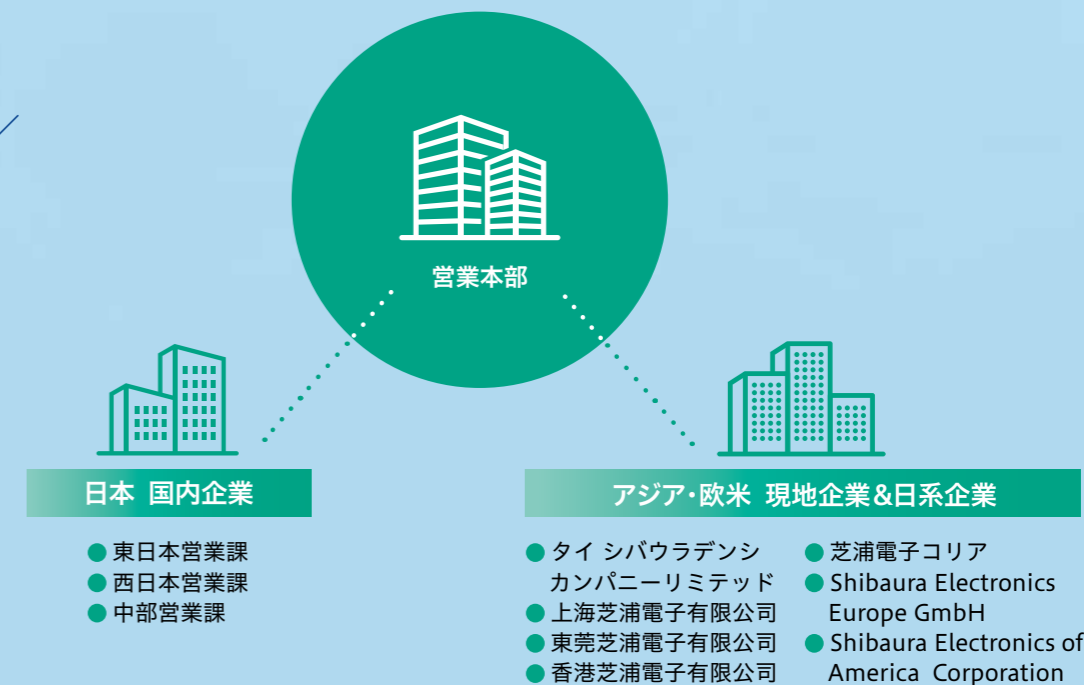 営業本部
日本 国内企業
東日本営業課
西日本営業課
中部営業課
アジア・欧米 現地企業&日系企業
タイ シバウラデンシ
カンパニーリミテッド
上海芝浦電子有限公司
東莞芝浦電子有限公司
香港芝浦電子有限公司
芝浦電子コリア
Shibaura Electronics
Europe GmbH
Shibaura Electronics of
America Corporation